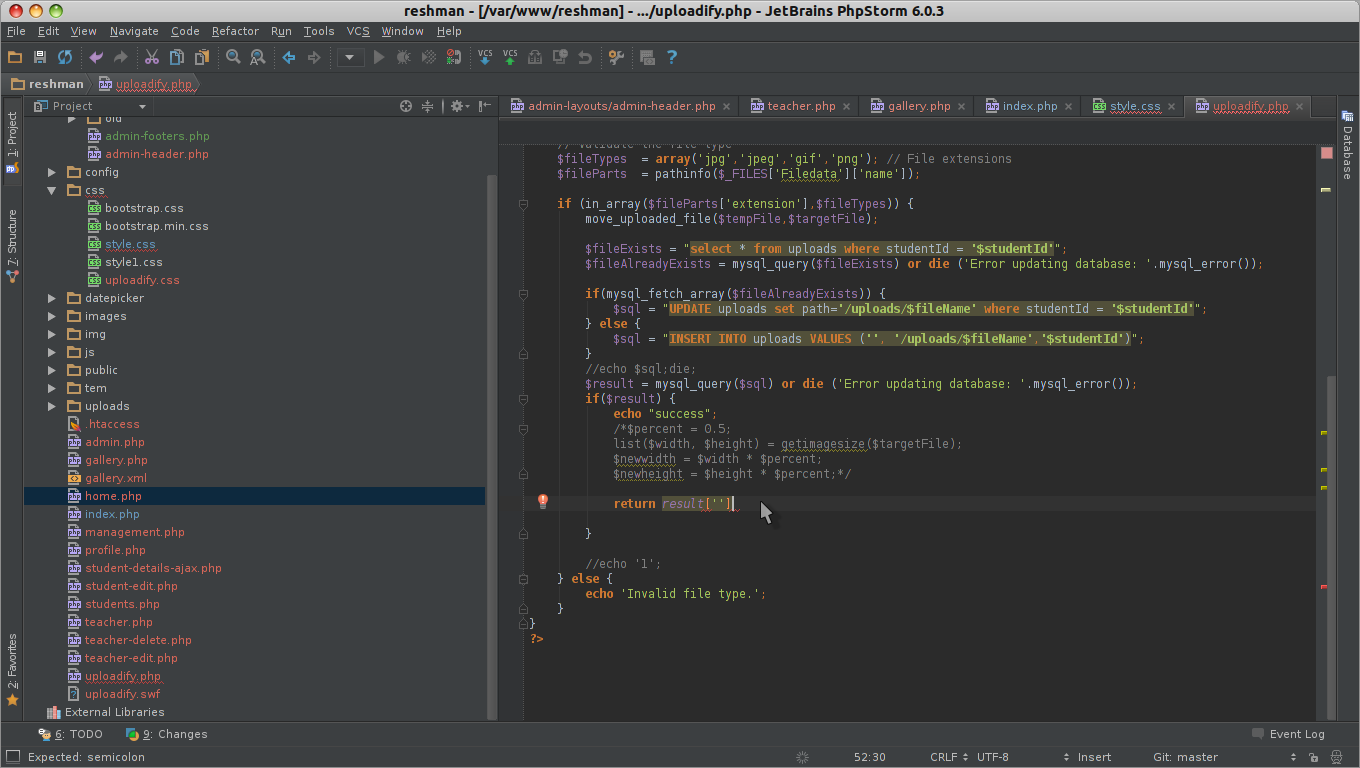 reshman - [/var/www/reshman] - .../uploadify.php - JetBrains PhpStorm 6.0.3
File Edit View Navigate Code Refactor Run Tools VCS Window Help
VCS VCS
reshman uploadify.php
Project
admin-layouts/admin-header.php teacher.php gallery.php index.php style.css uploadify.php
1: Project
7: Structure
2: Favorites
old
admin-footers.php
admin-header.php
config
css
bootstrap.css
bootstrap.min.css
style.css
style1.css
uploadify.css
datepicker
images
img
js
public
tem
uploads
.htaccess
admin.php
gallery.php
gallery.xml
home.php
index.php
management.php
profile.php
student-details-ajax.php
student-edit.php
students.php
teacher.php
teacher-delete.php
teacher-edit.php
uploadify.php
uploadify.swf
External Libraries
// Validate the file type
$fileTypes = array('jpg','jpeg','gif','png'); // File extensions
$fileParts = pathinfo($_FILES['Filedata']['name']);
if (in_array($fileParts['extension'],$fileTypes)) {
move_uploaded_file($tempFile,$targetFile);
$fileExists = "select * from uploads where studentId = '$studentId'";
$fileAlreadyExists = mysql_query($fileExists) or die ('Error updating database: '.mysql_error());
if(mysql_fetch_array($fileAlreadyExists)) {
$sql = "UPDATE uploads set path='/uploads/$fileName' where studentId = '$studentId'";
} else {
$sql = "INSERT INTO uploads VALUES ('', '/uploads/$fileName','$studentId')";
}
//echo $sql;die;
$result = mysql_query($sql) or die ('Error updating database: '.mysql_error());
if($result) {
echo "success";
/*$percent = 0.5;
list($width, $height) = getimagesize($targetFile);
$newwidth = $width * $percent;
$newheight = $height * $percent;*/
return result['']
}
//echo '1';
} else {
echo 'Invalid file type.';
}
}
?>
Database
6: TODO 9: Changes Event Log
Expected: semicolon 52:30 CRLF UTF-8 Insert Git: master